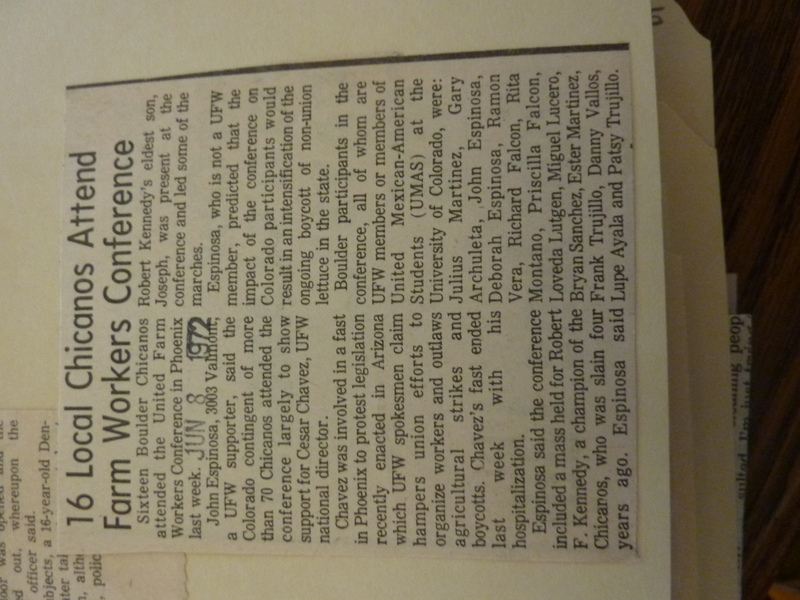 16 Local Chicanos Attend
Farm Workers Conference
Sixteen Boulder Chicanos
attended the United Farm
Workers Conference in Phoenix
last week. JUN 8 1972
John Espinosa, 3003 Valmont,
a UFW supporter, said the
Colorado contingent of more
than 70 Chicanos attended the
conference largely to show
support for Cesar Chavez, UFW
national director.
Chavez was involved in a fast
in Phoenix to protest legislation
recently enacted in Arizona
which UFW spokesmen claim
hampers union efforts to
organize workers and outlaws
agricultural strikes and
boycotts. Chavez's fast ended
last week with his
hospitalization.
Espinosa said the conference
included a mass held for Robert
F. Kennedy, a champion of the
Chicanos, who was slain four
years ago. Espinosa said
Robert Kennedy's eldest son,
Joseph, was present at the
conference and led some of the
marches.
Espinosa, who is not a UFW
member, predicted that the
impact of the conference on
Colorado participants would
result in an intensification of the
ongoing boycott of non-union
lettuce in the state.
Boulder participants in the
conference, all of whom are
UFW members or members of
United Mexican-American
Students (UMAS) at the
University of Colorado, were:
Julius Martinez, Gary
Archuleta, John Espinosa,
Deborah Espinosa, Ramon
Vera, Richard Falcon, Rita
Montano, Priscilla Falcon,
Loveda Lutgen, Miguel Lucero,
Bryan Sanchez, Ester Martinez,
Frank Trujillo, Danny Vallos,
Lupe Ayala and Patsy Trujillo.
out, whereupon the
officer said.
a 16-year-old Den-